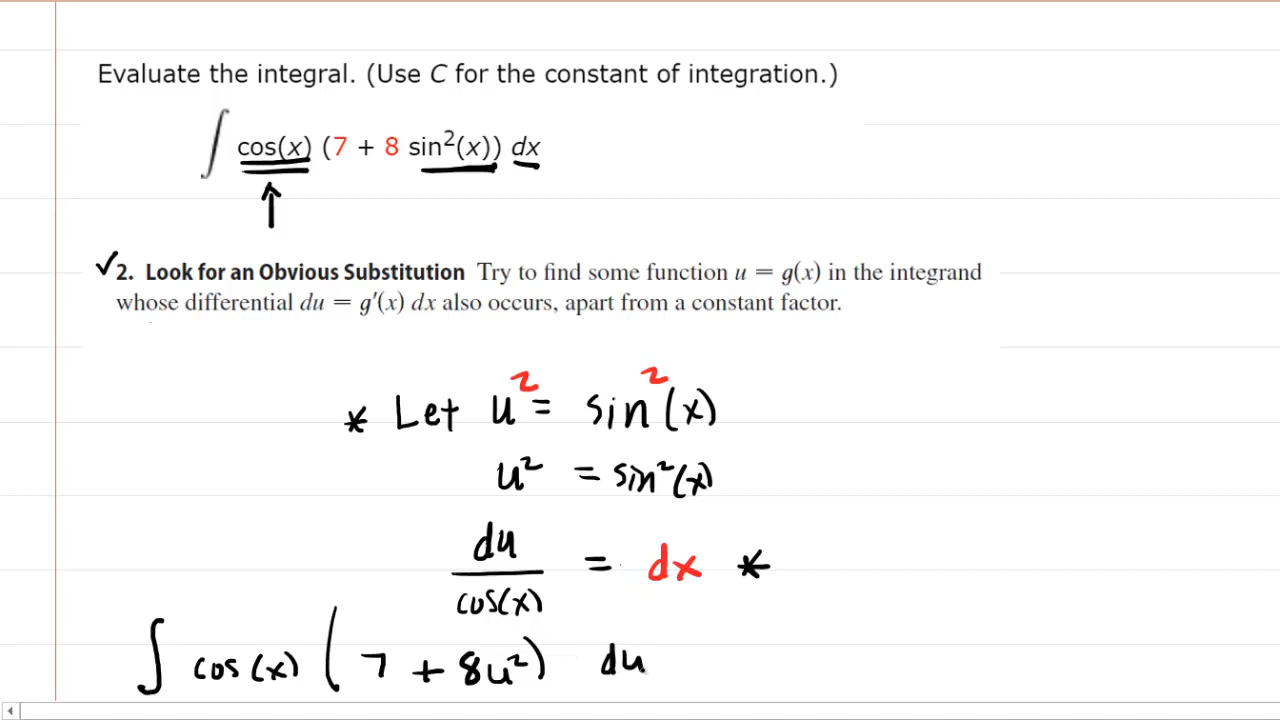 Evaluate the integral. (Use C for the constant of integration.)
∫ cos(x) (7 + 8 sin²(x)) dx
✓2. Look for an Obvious Substitution Try to find some function u = g(x) in the integrand
whose differential du = g′(x) dx also occurs, apart from a constant factor.
* Let u² = sin²(x)
u² = sin²(x)
du/cos(x) = dx *
∫ cos(x) (7 + 8u²) du